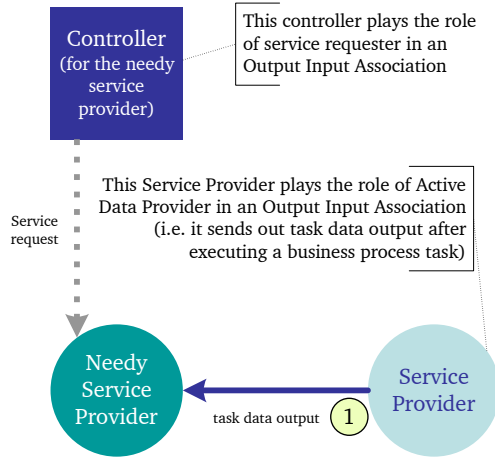 Controller
(for the needy
service
provider)
This controller plays the role
of service requester in an
Output Input Association
This Service Provider plays the role of Active
Data Provider in an Output Input Association
(i.e. it sends out task data output after
executing a business process task)
Service
request
Needy
Service
Provider
task data output
1
Service
Provider